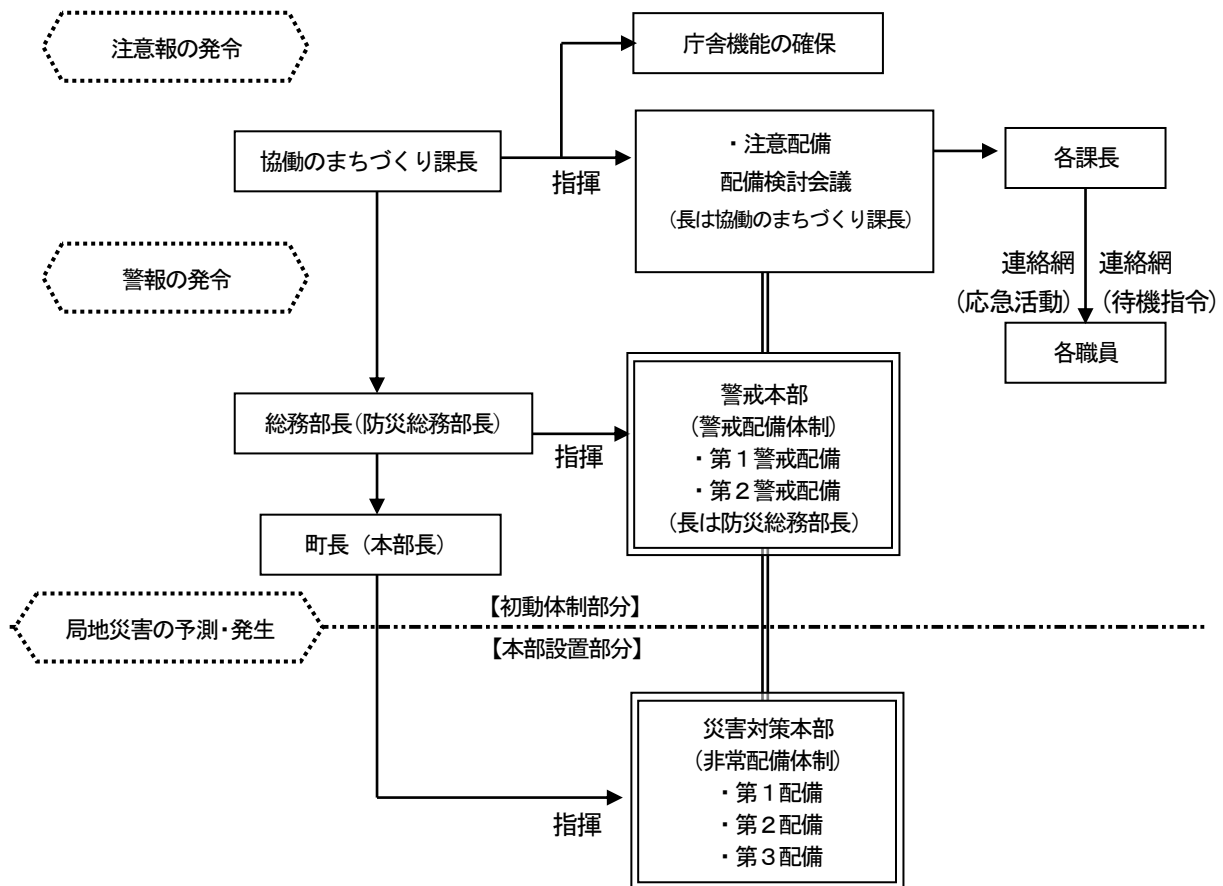 注意報の発令
庁舎機能の確保
協働のまちづくり課長
指揮
・注意配備
配備検討会議
（長は協働のまちづくり課長）
各課長
警報の発令
連絡網
（応急活動）
連絡網
（待機指令）
各職員
総務部長（防災総務部長）
指揮
警戒本部
（警戒配備体制）
・第１警戒配備
・第２警戒配備
（長は防災総務部長）
町長（本部長）
局地災害の予測・発生
【初動体制部分】
【本部設置部分】
災害対策本部
（非常配備体制）
・第１配備
・第２配備
・第３配備
指揮